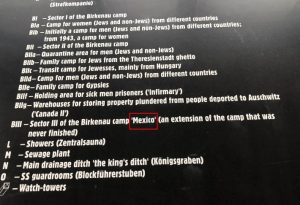 (Strefkompanie)
BI - Sector I of the Birkenau camp
BIa - Camp for women (Jews and non-Jews) from different countries
BIb - Initially a camp for men (Jews and non-Jews) from different countries;
from 1943, a camp for women
BII - Sector II of the Birkenau camp
BIIa - Quarantine area for men (Jews and non-Jews)
BIIb - Family camp for Jews from the Theresienstadt ghetto
BIIc - Transit camp for Jewesses, mainly from Hungary
BIId - Camp for men (Jews and non-Jews) from different countries
BIIe - Family camp for Gypsies
BIIf - Holding area for sick men prisoners ('infirmary')
BIIg - Warehouses for storing property plundered from people deported to Auschwitz
('Canada II')
BIII - Sector III of the Birkenau camp 'Mexico' (an extension of the camp that was
never finished)
L - Showers (Zentralsauna)
M - Sewage plant
N - Main drainage ditch 'the king's ditch' (Königsgraben)
O - SS guardrooms (Blockführerstuben)
- Watch-towers